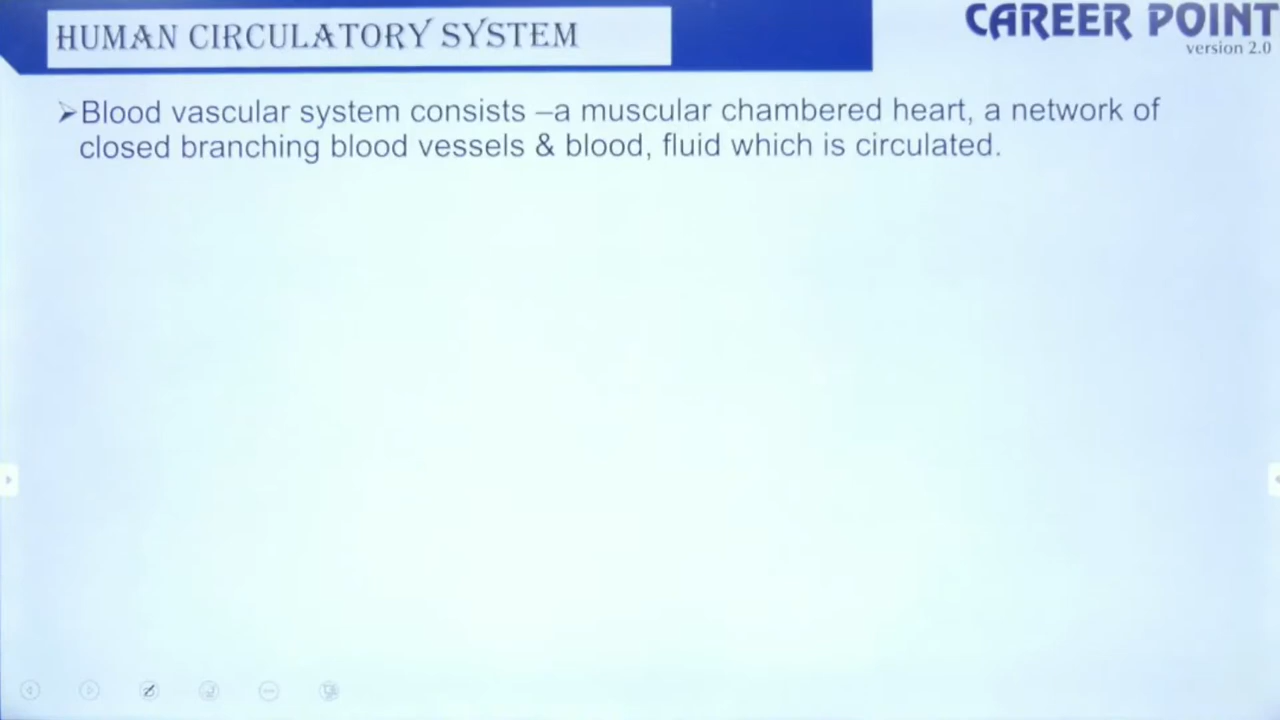 HUMAN CIRCULATORY SYSTEM
CAREER POINT
version 2.0
➢Blood vascular system consists –a muscular chambered heart, a network of
closed branching blood vessels & blood, fluid which is circulated.